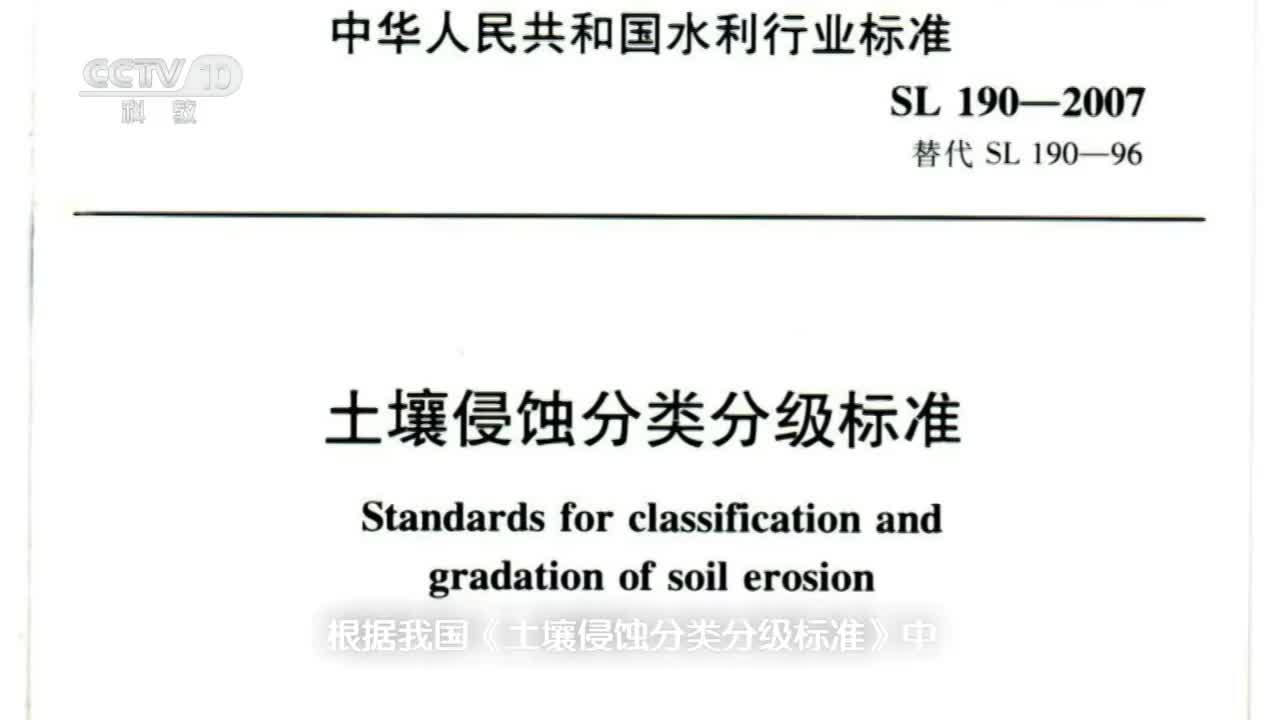 中华人民共和国水利行业标准
CCTV 10
科教
SL 190—2007
替代 SL 190—96
土壤侵蚀分类分级标准
Standards for classification and
gradation of soil erosion
根据我国《土壤侵蚀分类分级标准》中